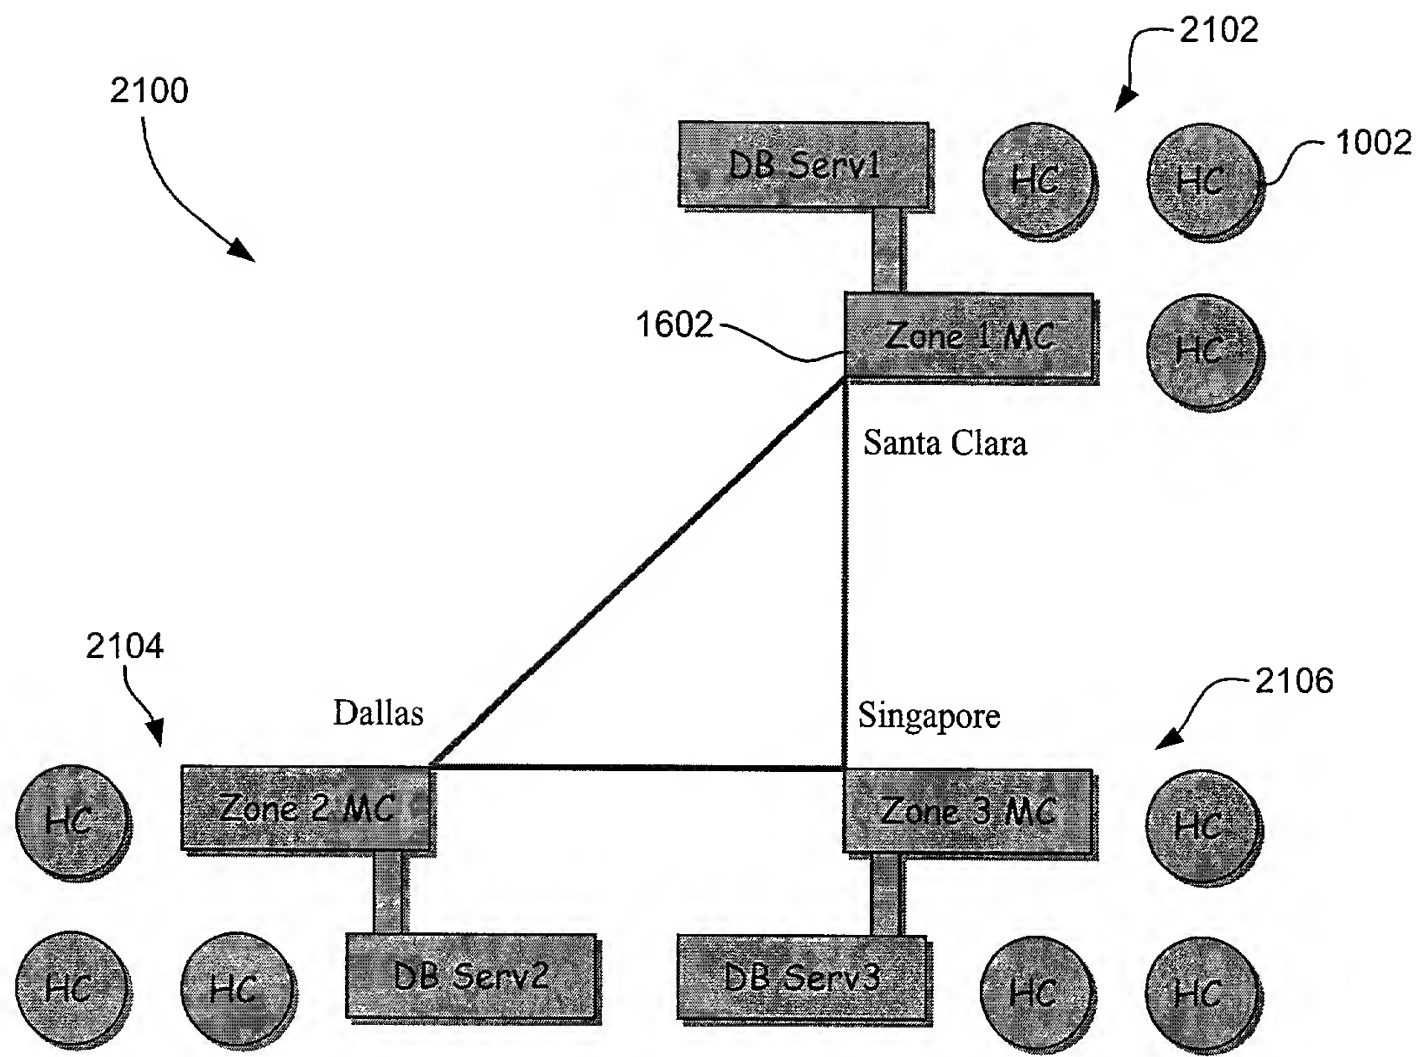 2102
2100
1002
DB Serv1
HC
HC
1602
Zone 1 MC
HC
Santa Clara
2104
2106
Dallas
Singapore
HC
Zone 2 MC
Zone 3 MC
HC
HC
HC
DB Serv2
DB Serv3
HC
HC